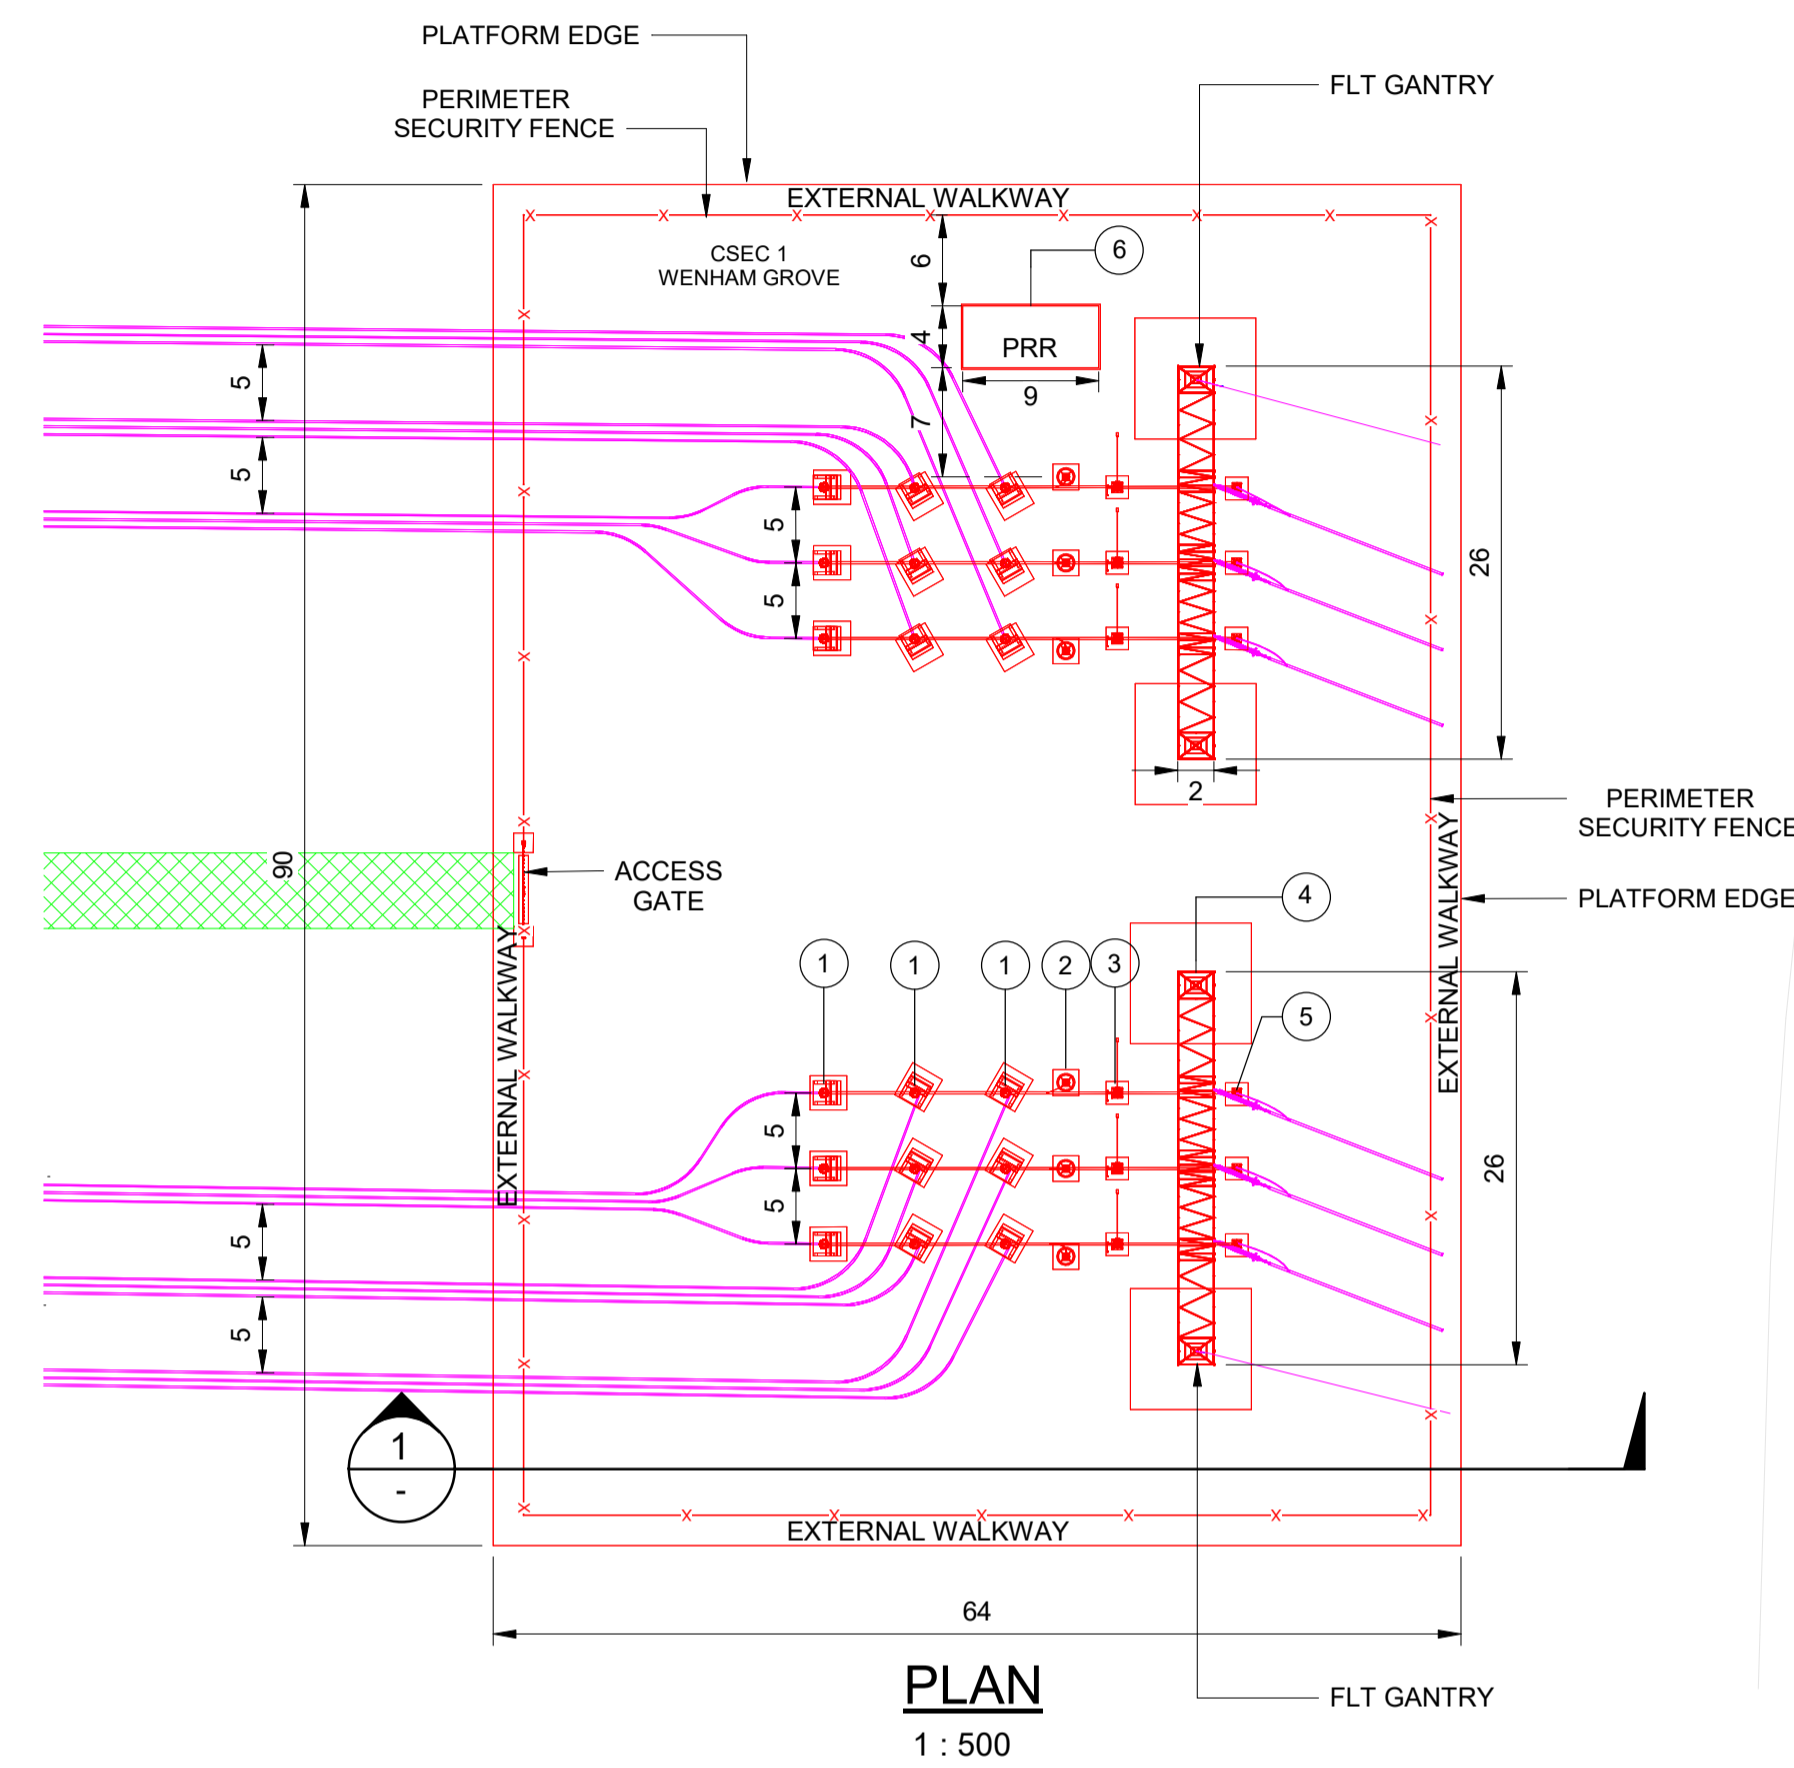 PLATFORM EDGE
PERIMETER
SECURITY FENCE
FLT GANTRY
EXTERNAL WALKWAY
CSEC 1
WENHAM GROVE
6
6
4
PRR
9
7
5
5
5
5
26
2
90
ACCESS
GATE
PERIMETER
SECURITY FENCE
PLATFORM EDGE
EXTERNAL WALKWAY
EXTERNAL WALKWAY
4
1
1
1
2
3
5
5
5
5
5
26
1
-
EXTERNAL WALKWAY
64
PLAN
1 : 500
FLT GANTRY